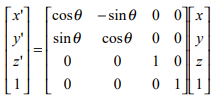 x' cosθ -sinθ 0 0 x
y' = sinθ cosθ 0 0 y
z' 0 0 1 0 z
1 0 0 0 1 1